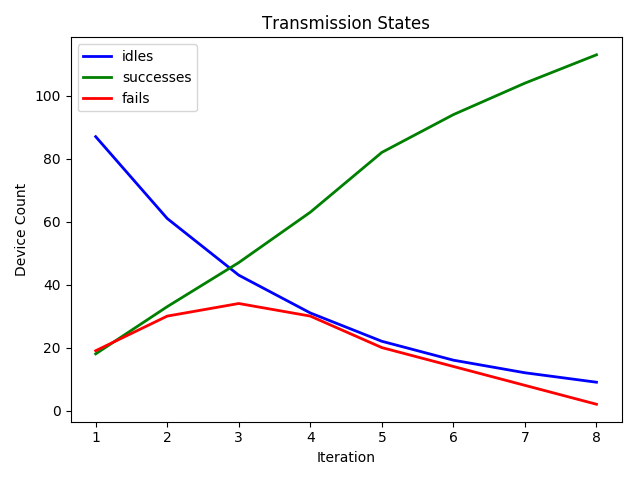 Transmission States
idles
successes
fails
Device Count
100
80
60
40
20
0
1 2 3 4 5 6 7 8
Iteration